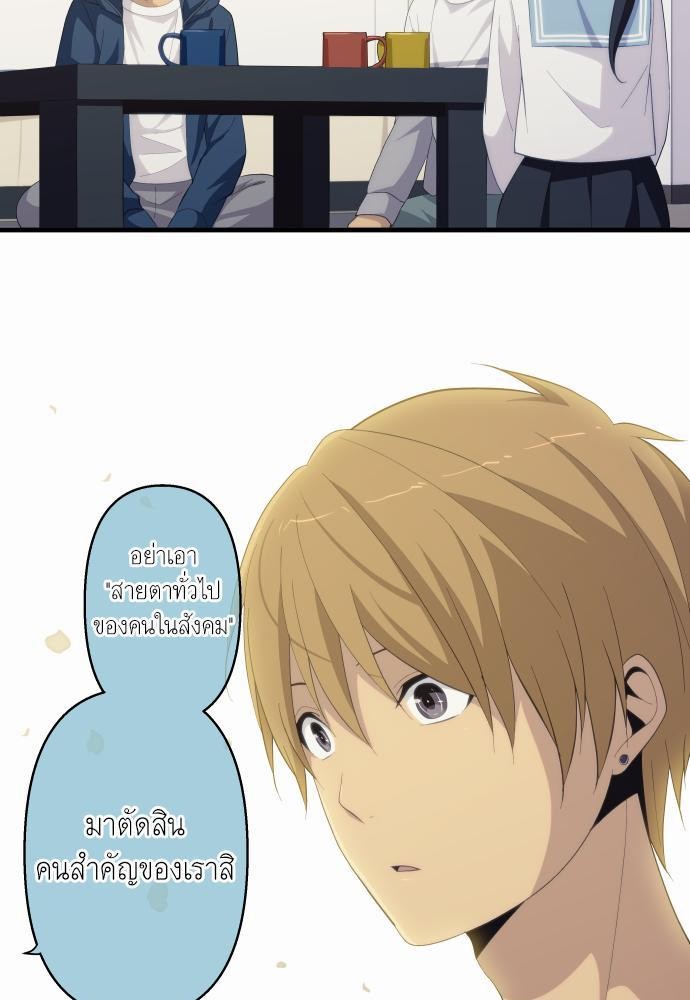 อย่าเอา
"สายตาทั่วไป
ของคนในสังคม"
มาตัดสิน
คนสำคัญของเราสิ